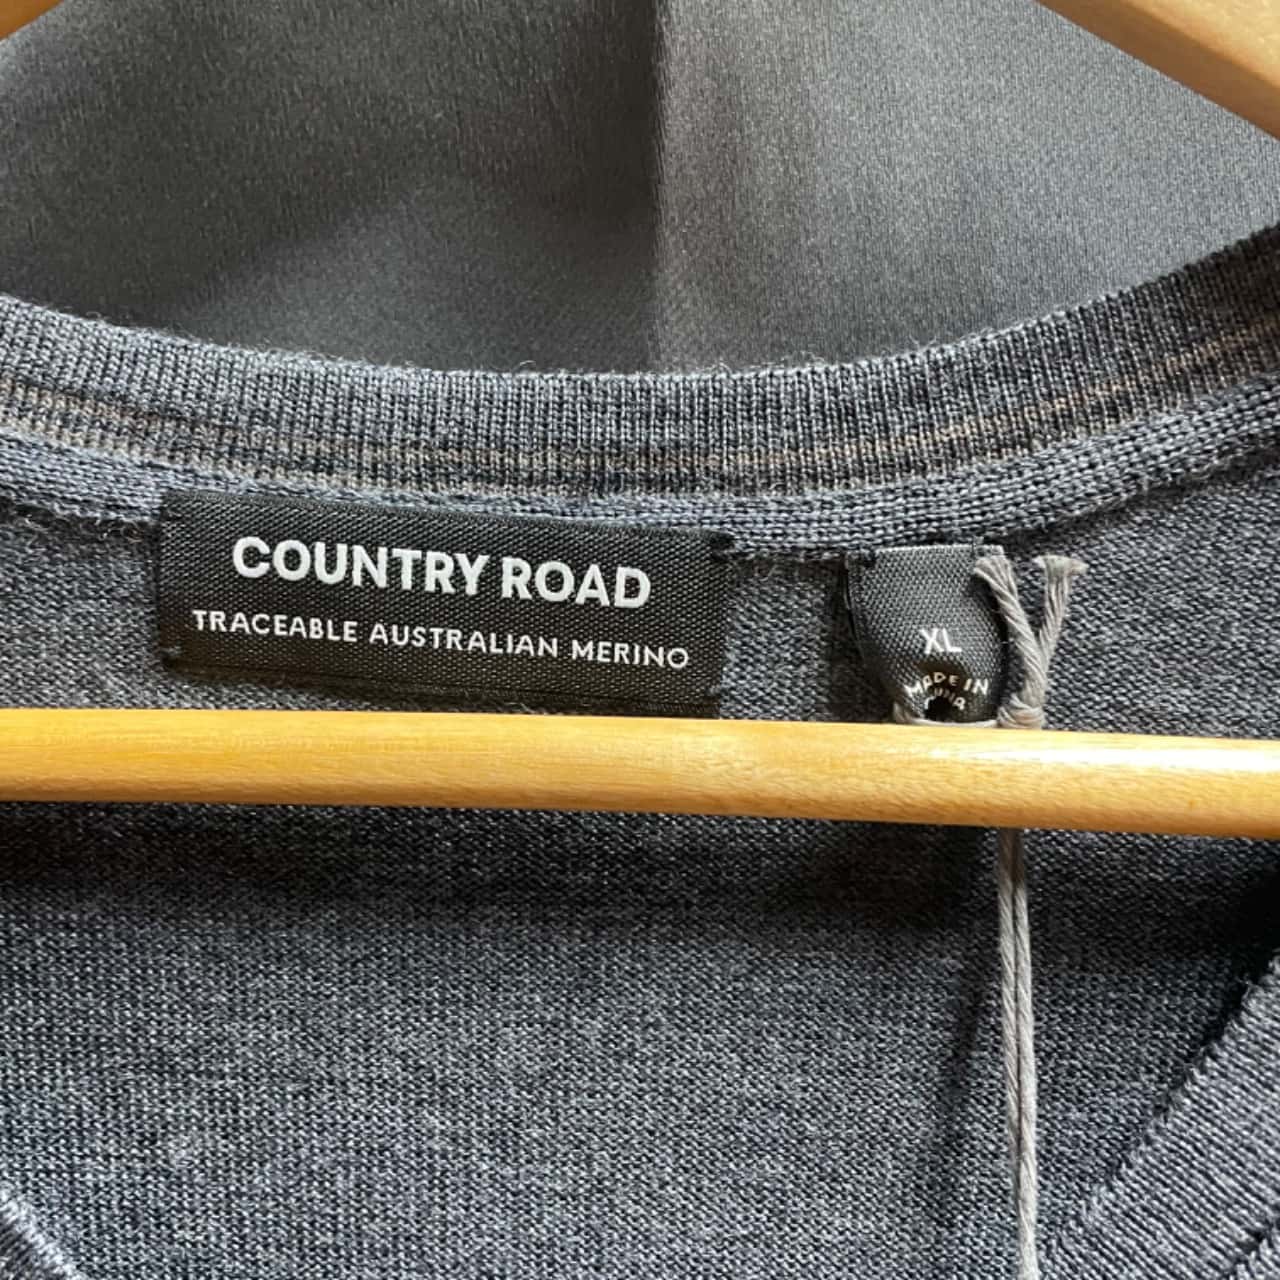 COUNTRY ROAD
TRACEABLE AUSTRALIAN MERINO
XL
MADE IN